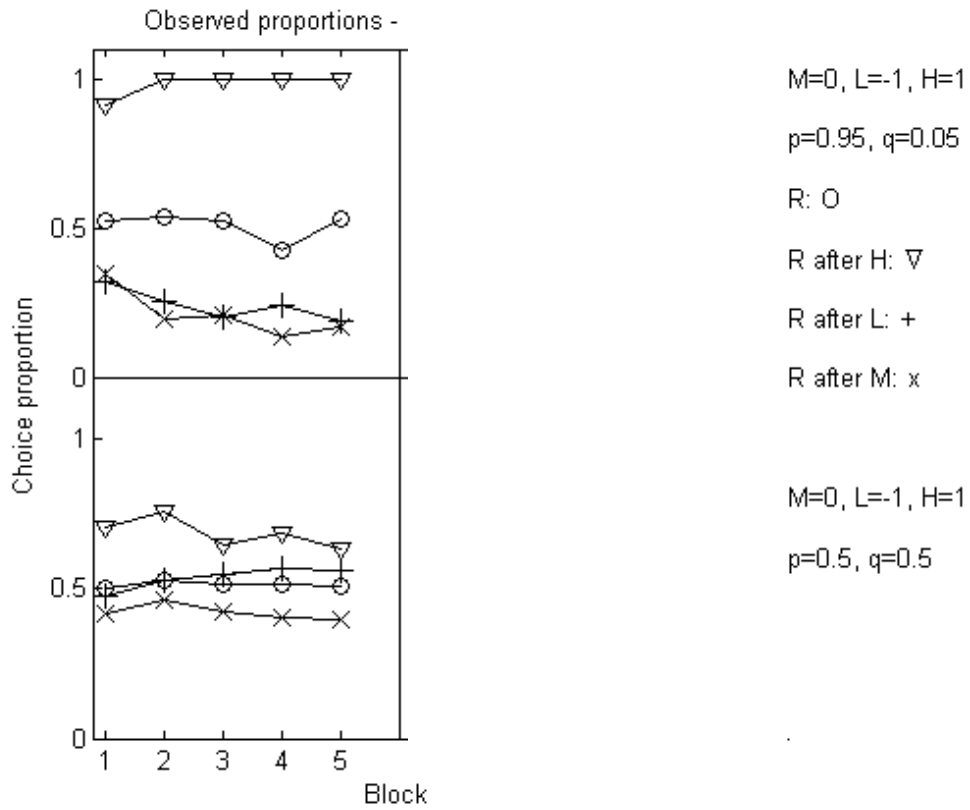 Observed proportions -
1
0.5
0
1
0.5
0
Choice proportion
1 2 3 4 5
Block
M=0, L=-1, H=1
p=0.95, q=0.05
R: O
R after H: ∇
R after L: +
R after M: x
M=0, L=-1, H=1
p=0.5, q=0.5
.